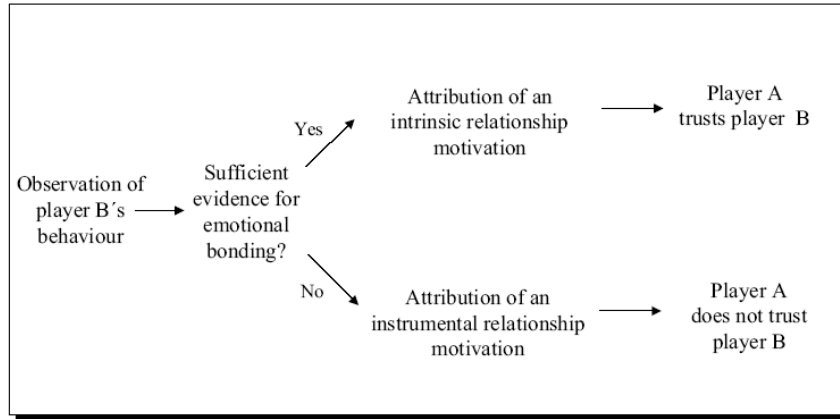 Observation of
player B´s
behaviour
Sufficient
evidence for
emotional
bonding?
Yes
Attribution of an
intrinsic relationship
motivation
Player A
trusts player  B
No
Attribution of an
instrumental relationship
motivation
Player A
does not trust
player B